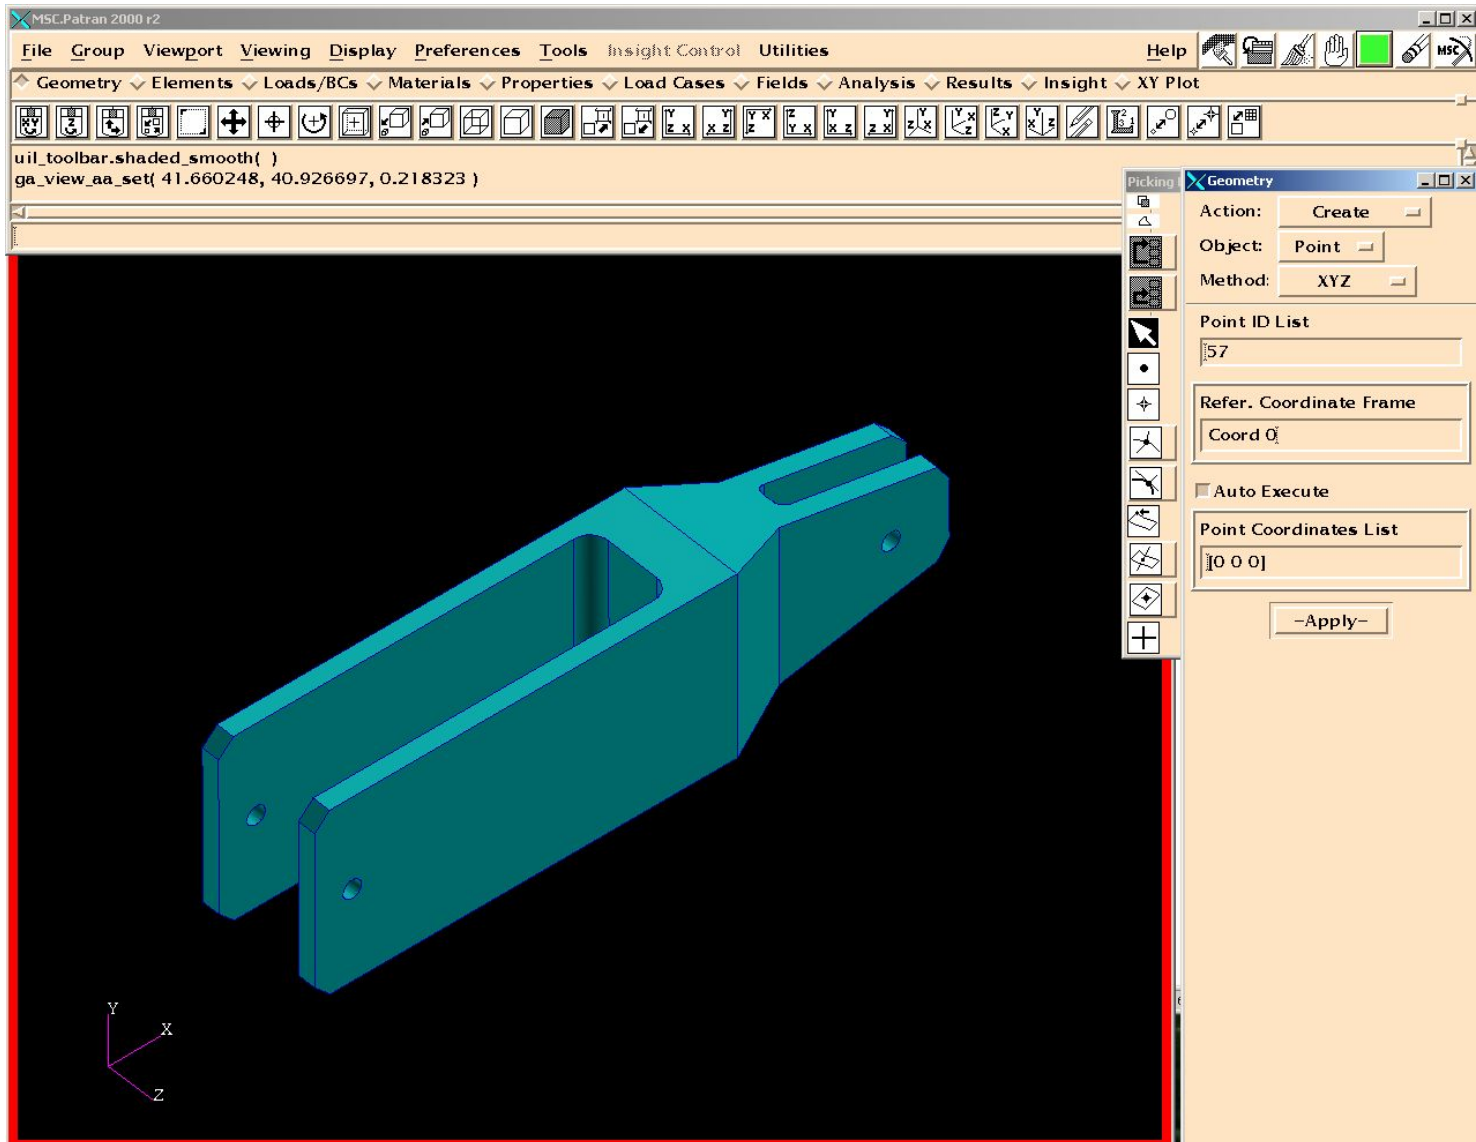 MSC.Patran 2000 r2
File Group Viewport Viewing Display Preferences Tools Insight Control Utilities Help
MSC
Geometry Elements Loads/BCs Materials Properties Load Cases Fields Analysis Results Insight XY Plot
uil_toolbar.shaded_smooth( )
ga_view_aa_set( 41.660248, 40.926697, 0.218323 )
Picking
Geometry
Action: Create
Object: Point
Method: XYZ
Point ID List
57
Refer. Coordinate Frame
Coord 0
Auto Execute
Point Coordinates List
[0 0 0]
-Apply-
Y
X
Z